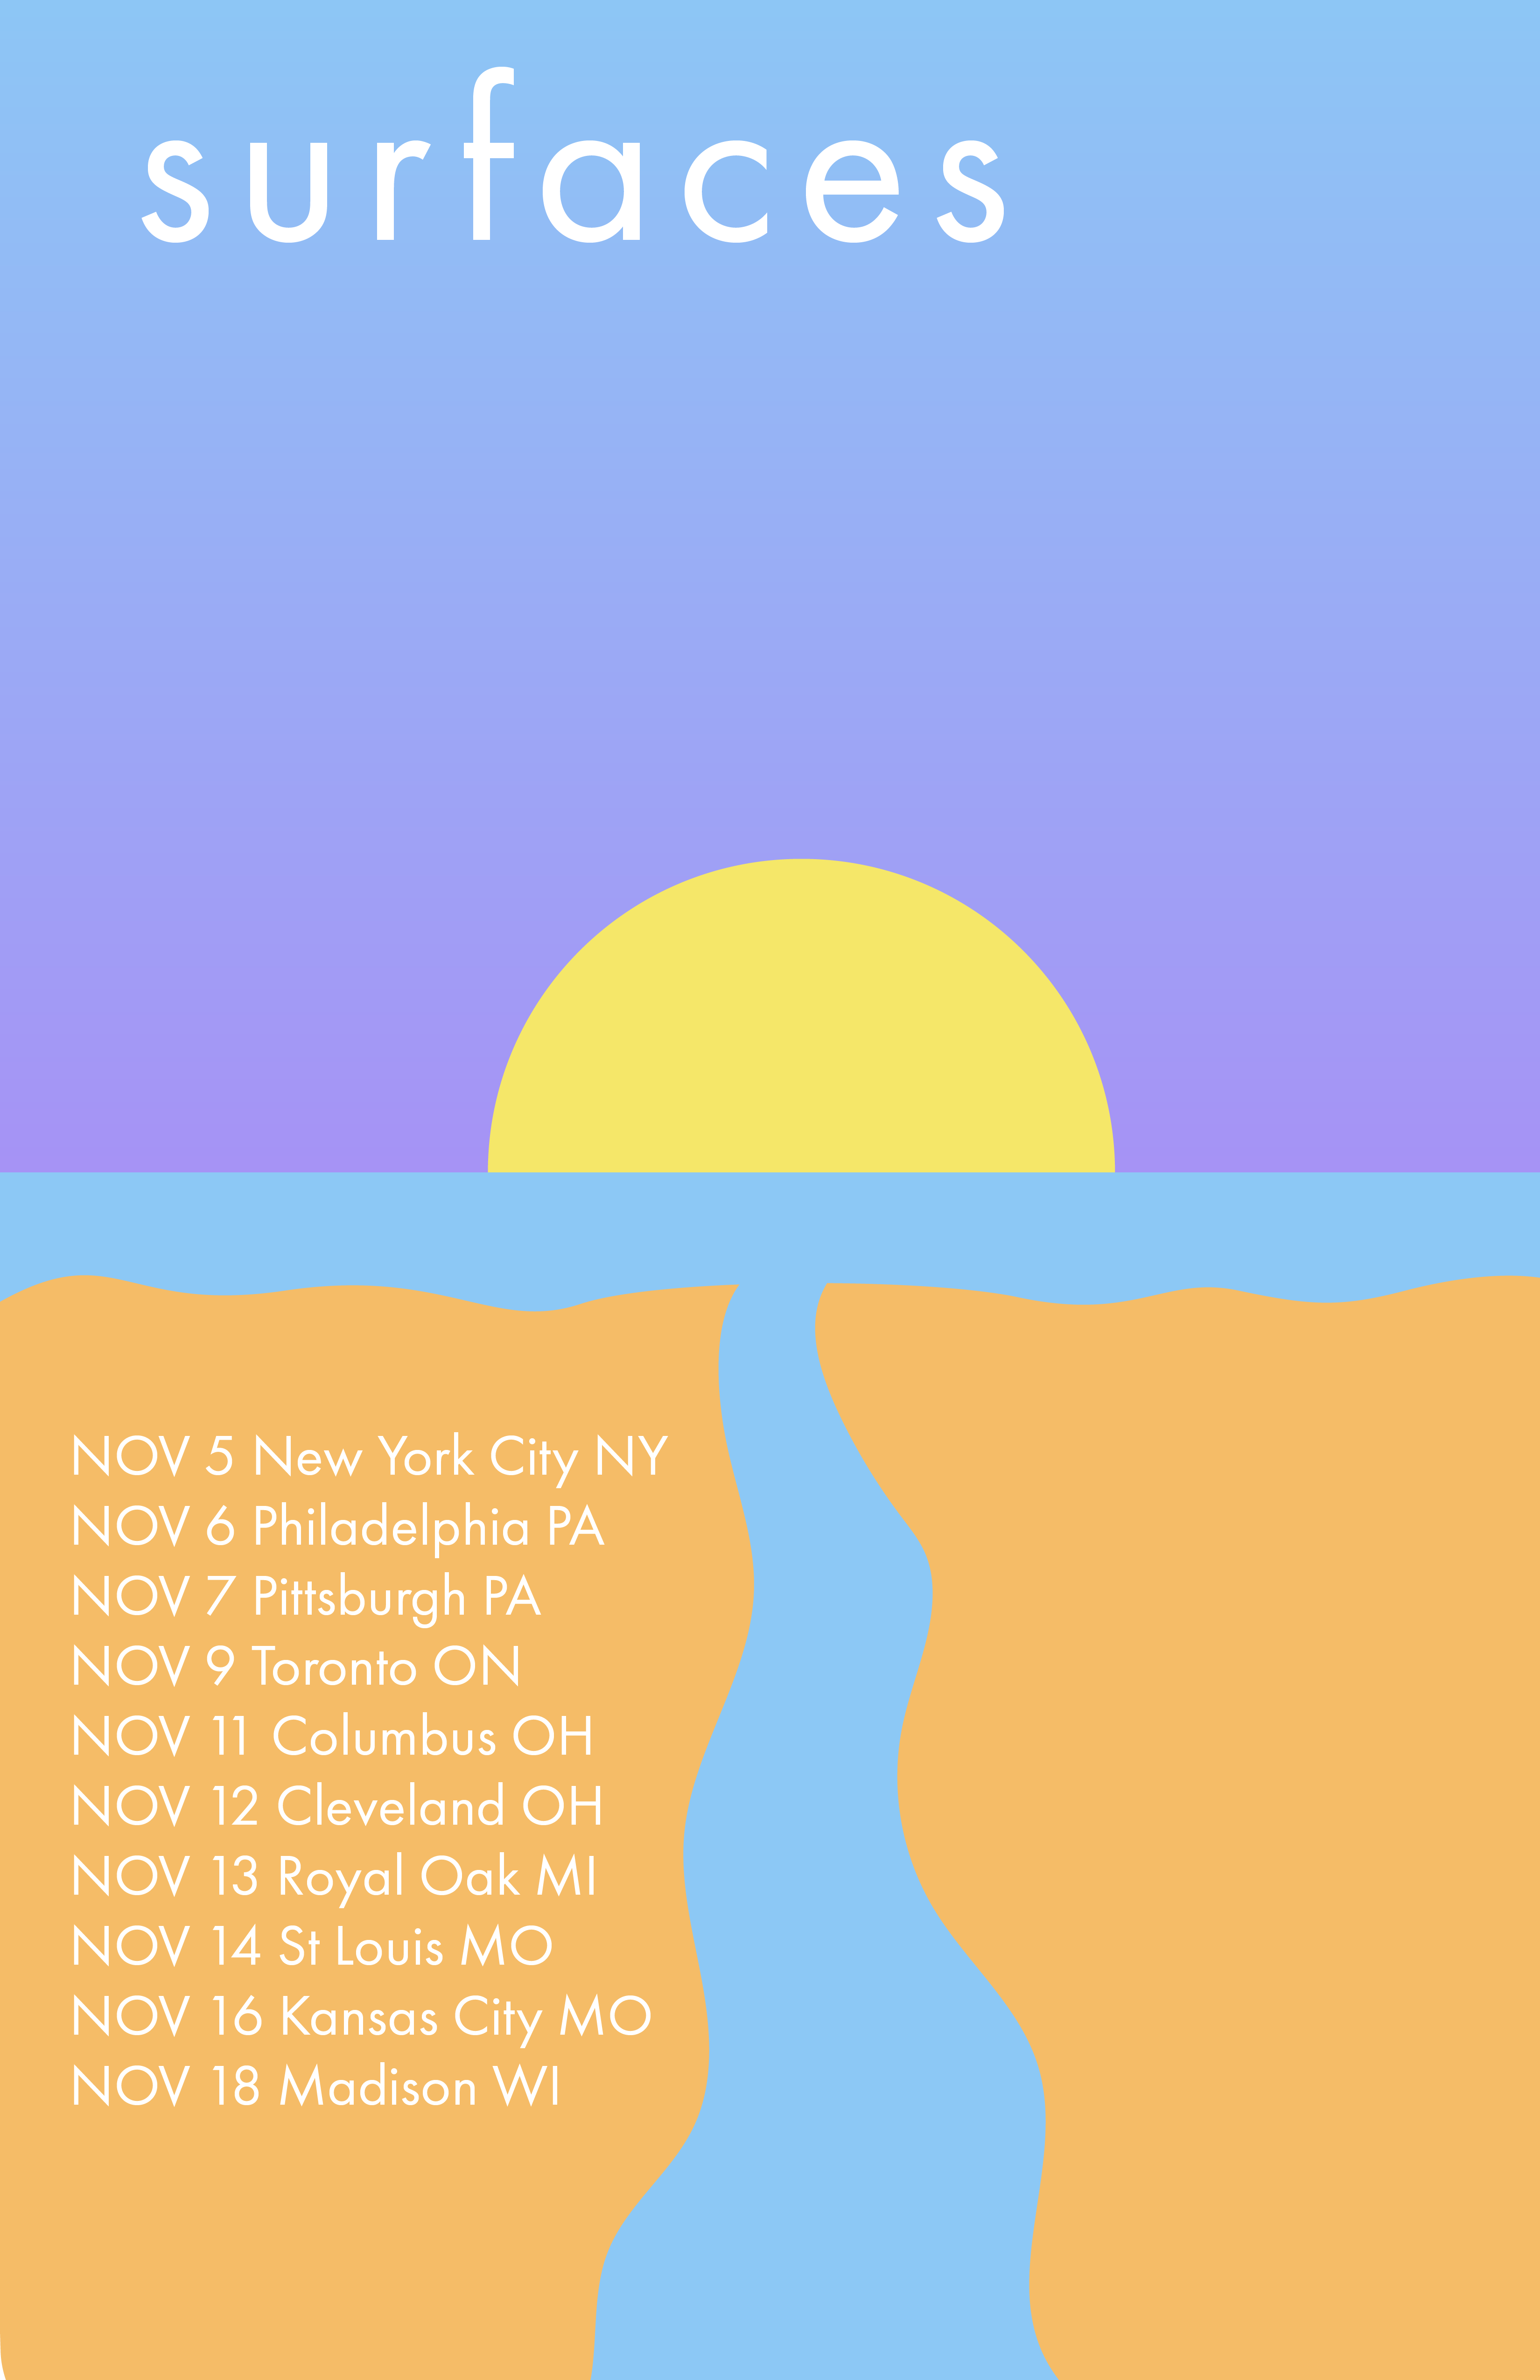 surfaces
NOV 5 New York City NY
NOV 6 Philadelphia PA
NOV 7 Pittsburgh PA
NOV 9 Toronto ON
NOV 11 Columbus OH
NOV 12 Cleveland OH
NOV 13 Royal Oak MI
NOV 14 St Louis MO
NOV 16 Kansas City MO
NOV 18 Madison WI